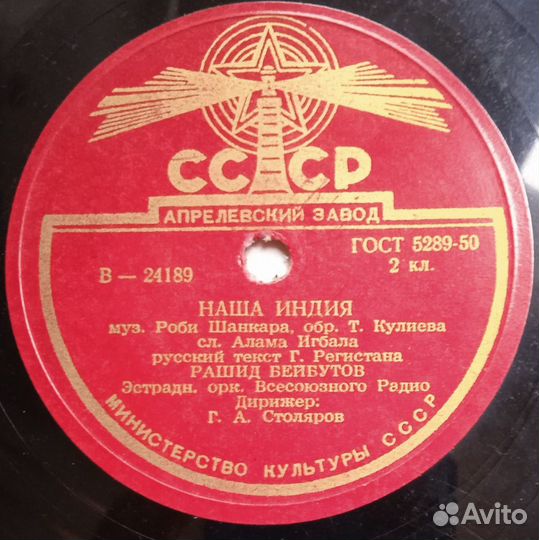 СССР
АПРЕЛЕВСКИЙ ЗАВОД
ГОСТ 5289-50
В — 24189
2 кл.
НАША ИНДИЯ
муз. Роби Шанкара, обр. Т. Кулиева
сл. Алама Игбала
русский текст Г. Регистана
РАШИД БЕЙБУТОВ
Эстрадн. орк. Всесоюзного Радио
Дирижер:
Г. А. Столяров
МИНИСТЕРСТВО КУЛЬТУРЫ СССР
Avito